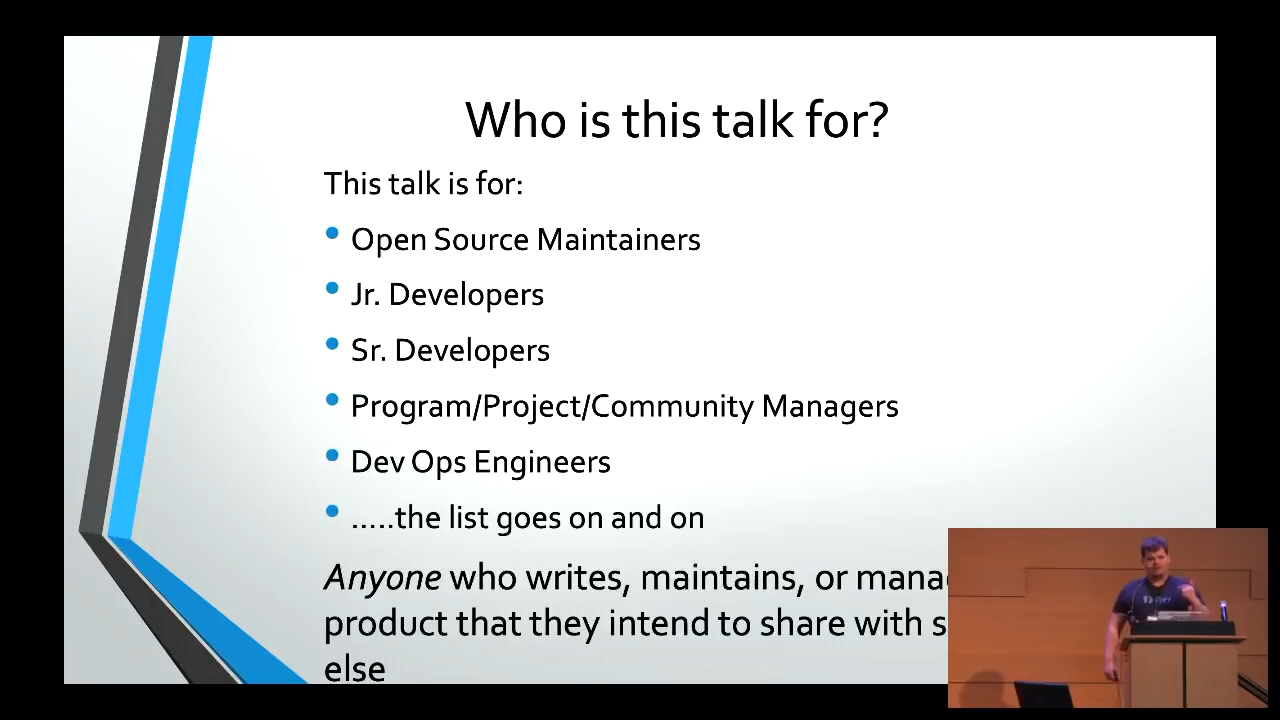 Who is this talk for?
This talk is for:
• Open Source Maintainers
• Jr. Developers
• Sr. Developers
• Program/Project/Community Managers
• Dev Ops Engineers
• .....the list goes on and on
Anyone who writes, maintains, or
product that they intend to share with
else